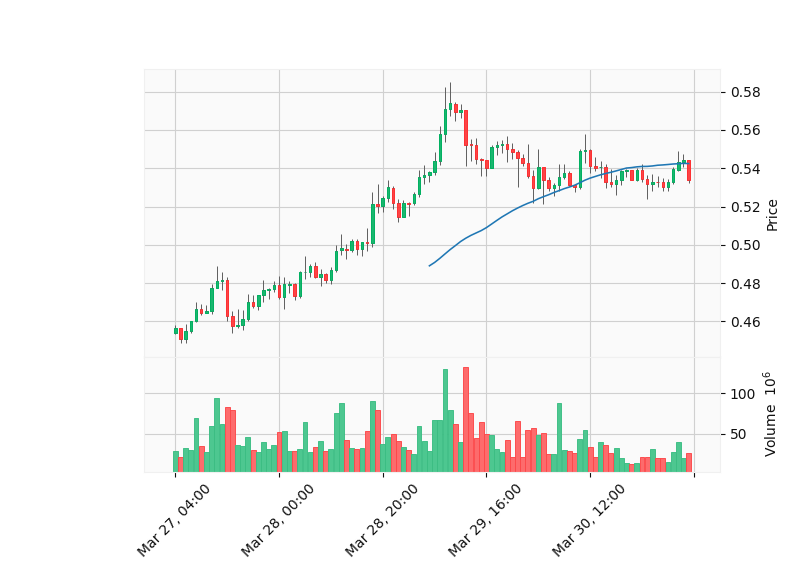 0.58
0.56
0.54
0.52
0.50
0.48
0.46
Price
100
50
Volume 10^6
Mar 27, 04:00
Mar 28, 00:00
Mar 28, 20:00
Mar 29, 16:00
Mar 30, 12:00